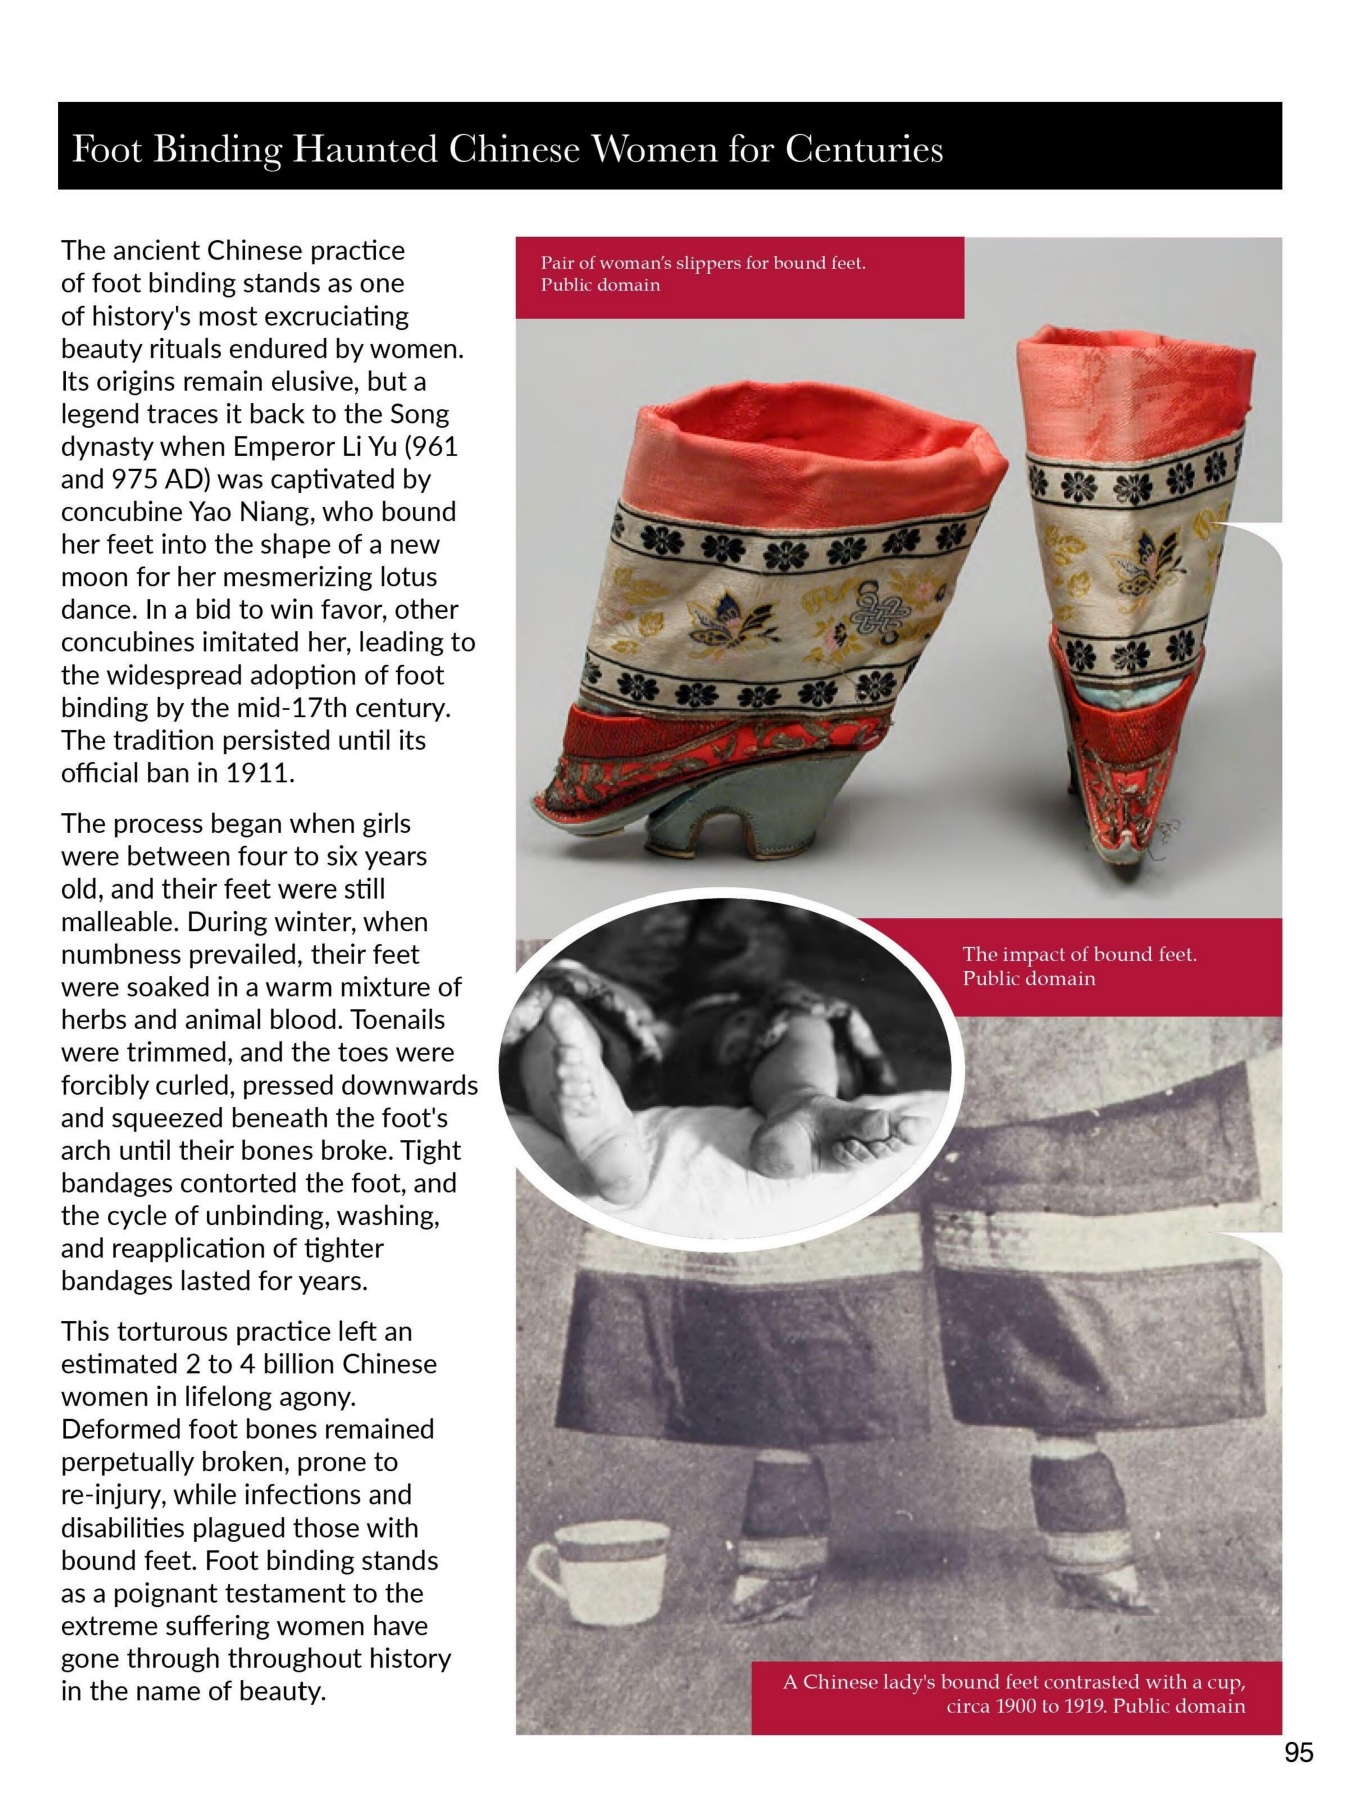 Foot Binding Haunted Chinese Women for Centuries
The ancient Chinese practice
of foot binding stands as one
of history's most excruciating
beauty rituals endured by women.
Its origins remain elusive, but a
legend traces it back to the Song
dynasty when Emperor Li Yu (961
and 975 AD) was captivated by
concubine Yao Niang, who bound
her feet into the shape of a new
moon for her mesmerizing lotus
dance. In a bid to win favor, other
concubines imitated her, leading to
the widespread adoption of foot
binding by the mid-17th century.
The tradition persisted until its
official ban in 1911.
The process began when girls
were between four to six years
old, and their feet were still
malleable. During winter, when
numbness prevailed, their feet
were soaked in a warm mixture of
herbs and animal blood. Toenails
were trimmed, and the toes were
forcibly curled, pressed downwards
and squeezed beneath the foot's
arch until their bones broke. Tight
bandages contorted the foot, and
the cycle of unbinding, washing,
and reapplication of tighter
bandages lasted for years.
This torturous practice left an
estimated 2 to 4 billion Chinese
women in lifelong agony.
Deformed foot bones remained
perpetually broken, prone to
re-injury, while infections and
disabilities plagued those with
bound feet. Foot binding stands
as a poignant testament to the
extreme suffering women have
gone through throughout history
in the name of beauty.
Pair of woman's slippers for bound feet.
Public domain
The impact of bound feet.
Public domain
A Chinese lady's bound feet contrasted with a cup,
circa 1900 to 1919. Public domain
95